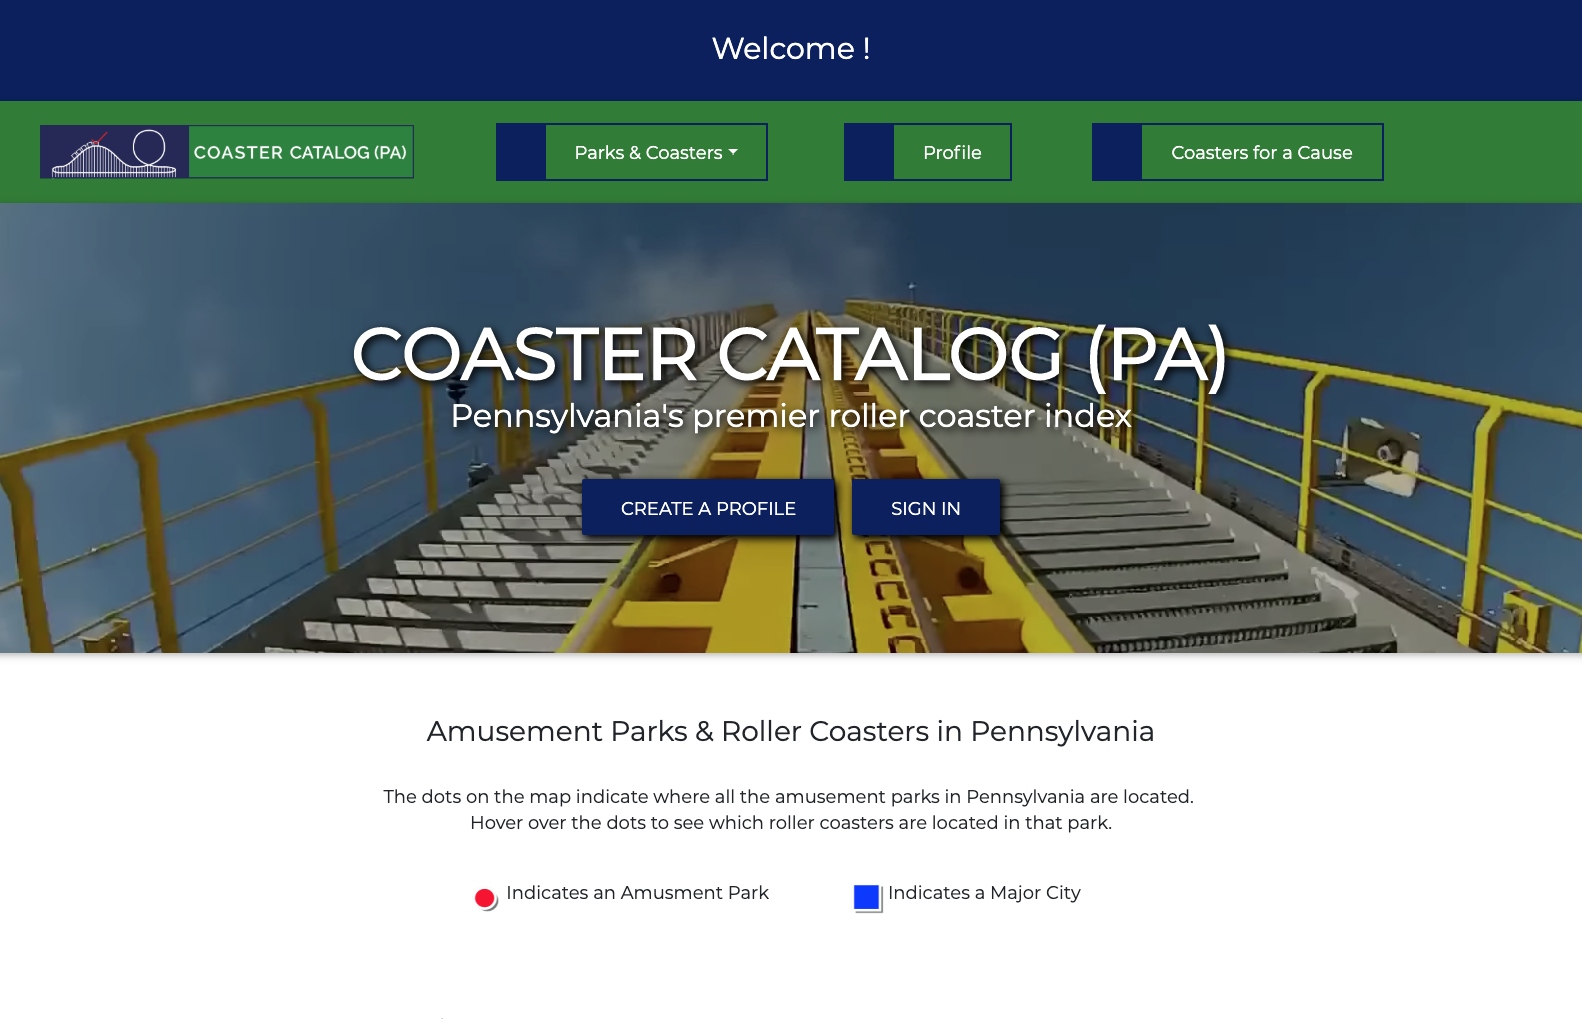 Welcome !
COASTER CATALOG (PA)
Parks & Coasters
Profile
Coasters for a Cause
COASTER CATALOG (PA)
Pennsylvania's premier roller coaster index
CREATE A PROFILE
SIGN IN
Amusement Parks & Roller Coasters in Pennsylvania
The dots on the map indicate where all the amusement parks in Pennsylvania are located.
Hover over the dots to see which roller coasters are located in that park.
Indicates an Amusment Park
Indicates a Major City